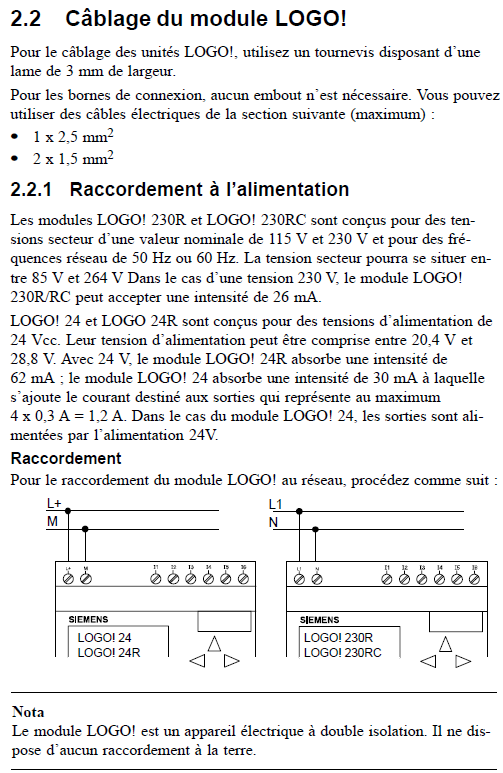 2.2 Câblage du module LOGO!
Pour le câblage des unités LOGO!, utilisez un tournevis disposant d’une
lame de 3 mm de largeur.
Pour les bornes de connexion, aucun embout n’est nécessaire. Vous pouvez
utiliser des câbles électriques de la section suivante (maximum) :
• 1 x 2,5 mm2
• 2 x 1,5 mm2
2.2.1 Raccordement à l’alimentation
Les modules LOGO! 230R et LOGO! 230RC sont conçus pour des ten-
sions secteur d’une valeur nominale de 115 V et 230 V et pour des fré-
quences réseau de 50 Hz ou 60 Hz. La tension secteur pourra se situer en-
tre 85 V et 264 V Dans le cas d’une tension 230 V, le module LOGO!
230R/RC peut accepter une intensité de 26 mA.
LOGO! 24 et LOGO 24R sont conçus pour des tensions d’alimentation de
24 Vcc. Leur tension d’alimentation peut être comprise entre 20,4 V et
28,8 V. Avec 24 V, le module LOGO! 24R absorbe une intensité de
62 mA ; le module LOGO! 24 absorbe une intensité de 30 mA à laquelle
s’ajoute le courant destiné aux sorties qui représente au maximum
4 x 0,3 A = 1,2 A. Dans le cas du module LOGO! 24, les sorties sont ali-
mentées par l’alimentation 24V.
Raccordement
Pour le raccordement du module LOGO! au réseau, procédez comme suit :
L+
M
L+ M I1 I2 I3 I4 I5 I6
SIEMENS
LOGO! 24
LOGO! 24R
L1
N
L1 N I1 I2 I3 I4 I5 I6
SIEMENS
LOGO! 230R
LOGO! 230RC
Nota
Le module LOGO! est un appareil électrique à double isolation. Il ne dis-
pose d’aucun raccordement à la terre.